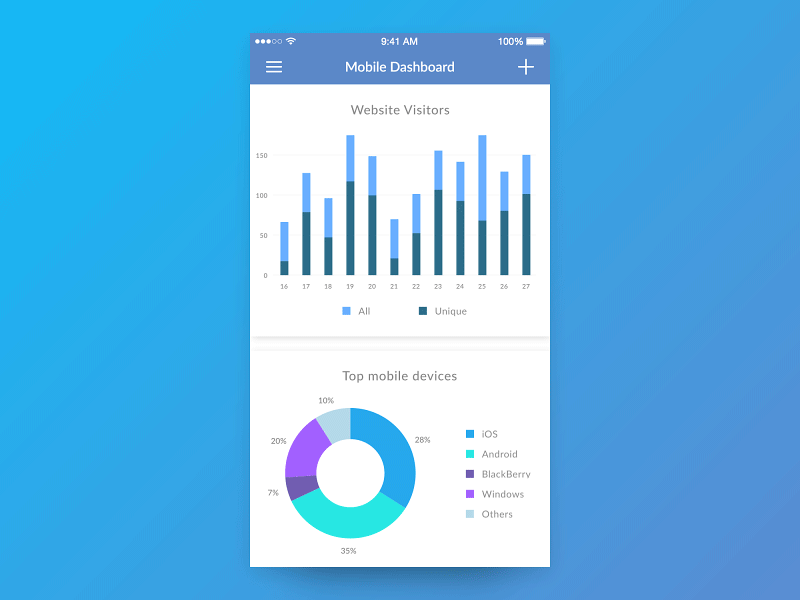 9:41 AM 100%
Mobile Dashboard
Website Visitors
150
100
50
0
16 17 18 19 20 21 22 23 24 25 26 27
All Unique
Top mobile devices
10%
28%
20%
7%
35%
iOS
Android
BlackBerry
Windows
Others